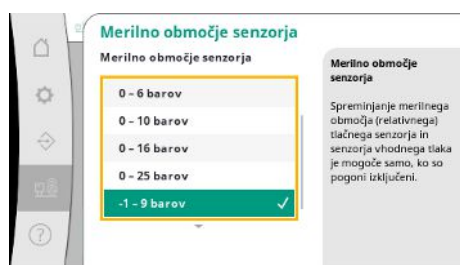 Merilno območje senzorja
Merilno območje senzorja
0 – 6 barov
0 – 10 barov
0 – 16 barov
0 – 25 barov
-1 – 9 barov
Merilno območje
senzorja
Spreminjanje merilnega
območja (relativnega)
tlačnega senzorja in
senzorja vhodnega tlaka
je mogoče samo, ko so
pogoni izključeni.